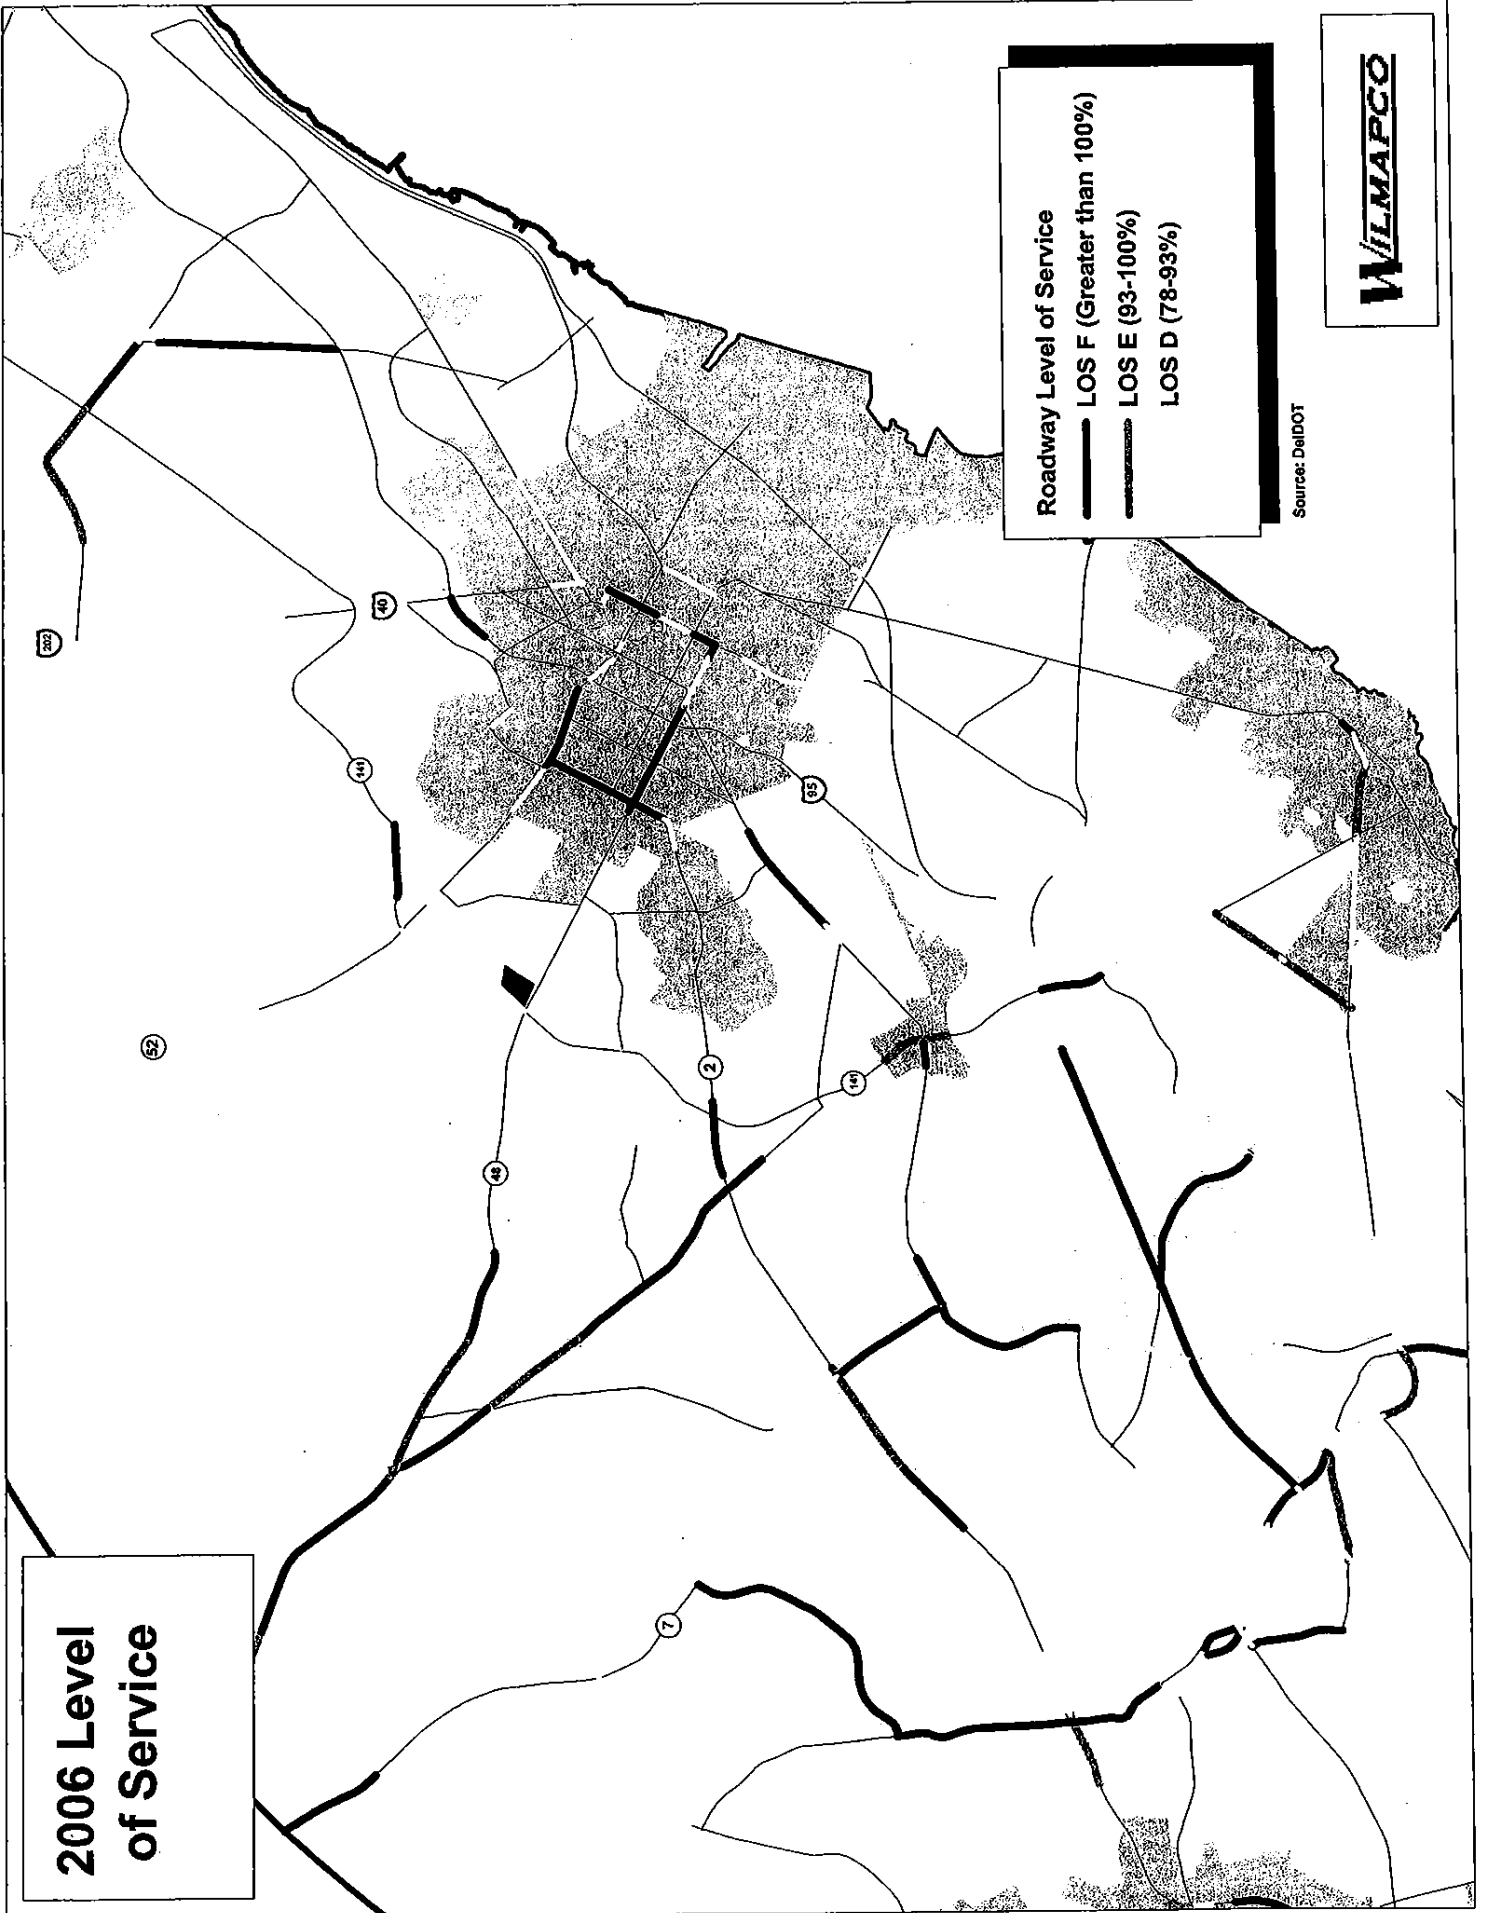 2006 Level
of Service
202
40
141
52
48
2
141
95
7
Roadway Level of Service
LOS F (Greater than 100%)
LOS E (93-100%)
LOS D (78-93%)
Source: DelDOT
WILMAPCO